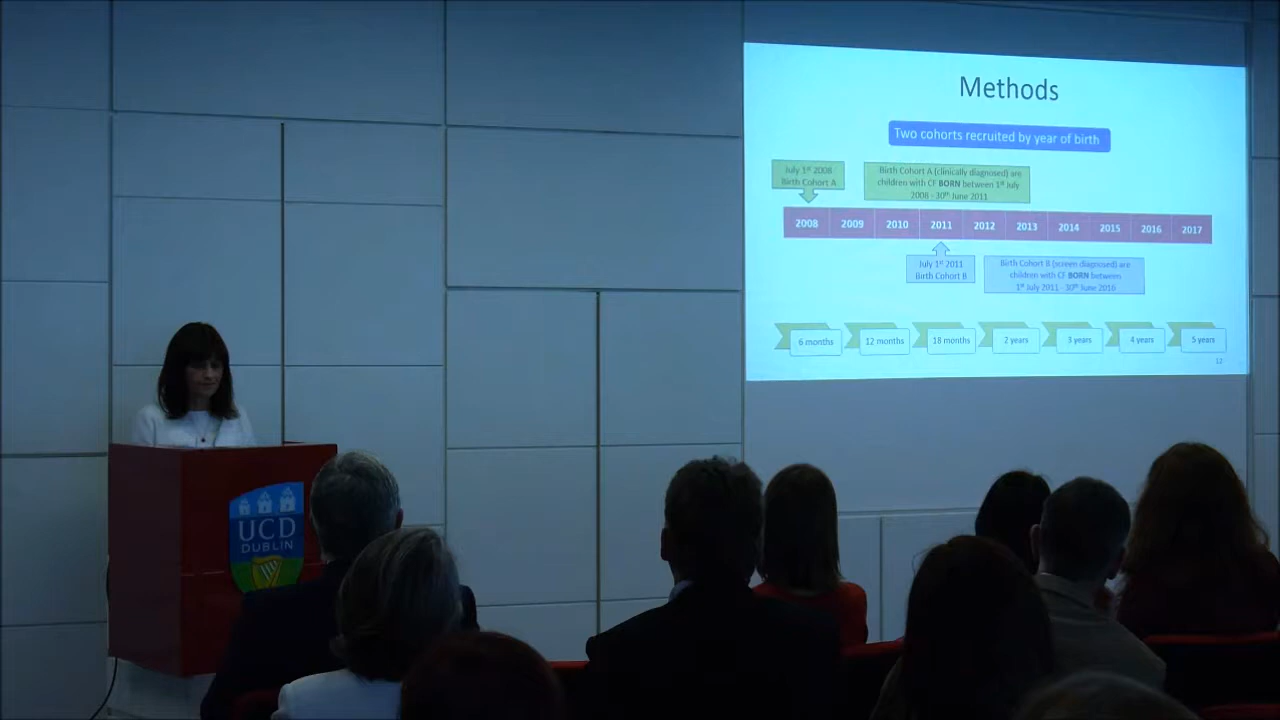 Methods
Two cohorts recruited by year of birth
July 1st 2008
Birth Cohort A
Birth Cohort A (clinically diagnosed) are
children with CF BORN between 1st July
2008 - 30th June 2011
2008 2009 2010 2011 2012 2013 2014 2015 2016 2017
July 1st 2011
Birth Cohort B
Birth Cohort B (screen diagnosed) are
children with CF BORN between
1st July 2011 - 30th June 2016
6 months 12 months 18 months 2 years 3 years 4 years 5 years
12
UCD
DUBLIN